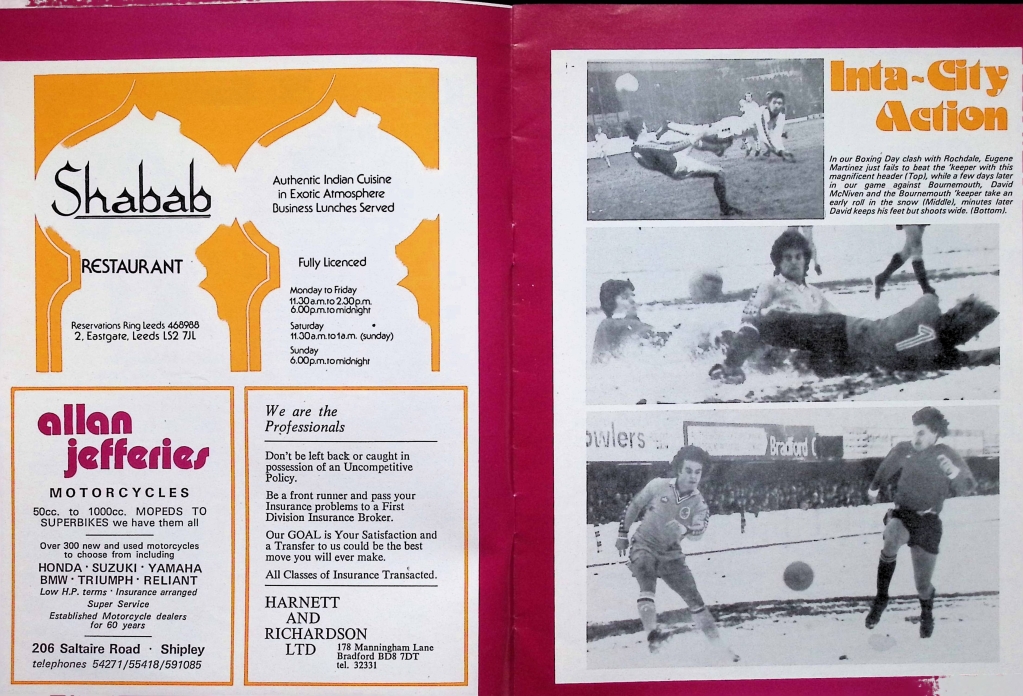 Shabab
RESTAURANT
Reservations Ring Leeds 468988
2, Eastgate, Leeds LS2 7JL
Authentic Indian Cuisine
in Exotic Atmosphere
Business Lunches Served
Fully Licenced
Monday to Friday
11.30 a.m. to 2.30 p.m.
6.00 p.m. to midnight
Saturday
11.30 a.m. to 1a.m. (sunday)
Sunday
6.00 p.m. to midnight
allan
jefferies
MOTORCYCLES
50cc. to 1000cc. MOPEDS TO
SUPERBIKES we have them all
Over 300 new and used motorcycles
to choose from including
HONDA · SUZUKI · YAMAHA
BMW · TRIUMPH · RELIANT
Low H.P. terms · Insurance arranged
Super Service
Established Motorcycle dealers
for 60 years
206 Saltaire Road · Shipley
telephones 54271/55418/591085
We are the
Professionals
Don't be left back or caught in
possession of an Uncompetitive
Policy.
Be a front runner and pass your
Insurance problems to a First
Division Insurance Broker.
Our GOAL is Your Satisfaction and
a Transfer to us could be the best
move you will ever make.
All Classes of Insurance Transacted.
HARNETT
AND
RICHARDSON
LTD
178 Manningham Lane
Bradford BD8 7DT
tel. 32331
Inta~City
Action
In our Boxing Day clash with Rochdale, Eugene
Martinez just fails to beat the 'keeper with this
magnificent header (Top), while a few days later
in our game against Bournemouth, David
McNiven and the Bournemouth 'keeper take an
early roll in the snow (Middle), minutes later
David keeps his feet but shoots wide. (Bottom).
owlers
Bradford